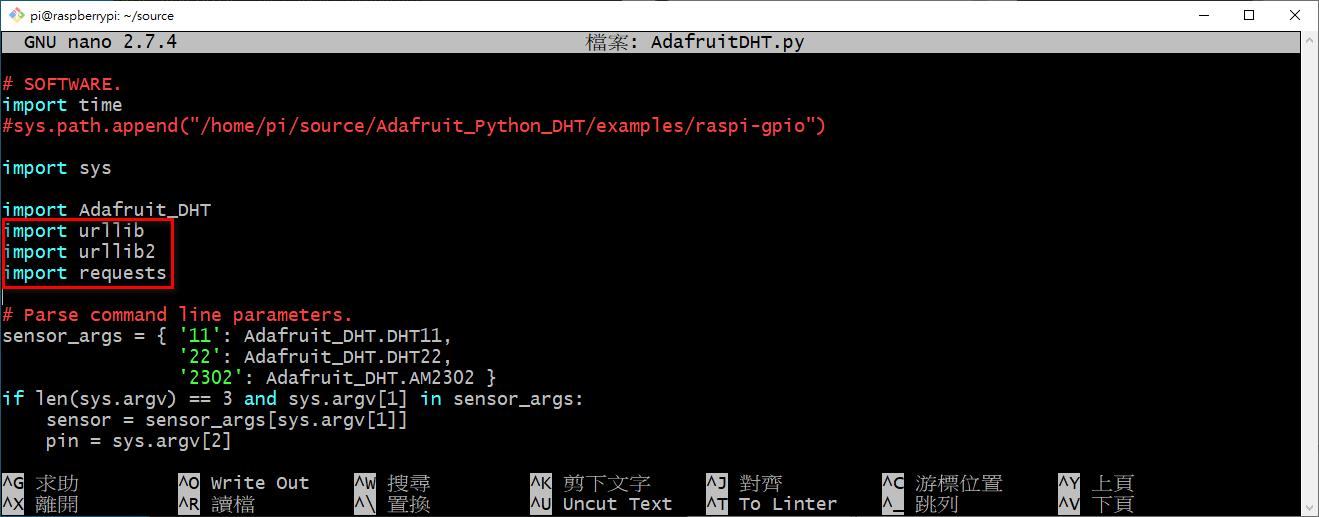 pi@raspberrypi: ~/source
GNU nano 2.7.4 檔案: AdafruitDHT.py
# SOFTWARE.
import time
#sys.path.append("/home/pi/source/Adafruit_Python_DHT/examples/raspi-gpio")
import sys
import Adafruit_DHT
import urllib
import urllib2
import requests
# Parse command line parameters.
sensor_args = { '11': Adafruit_DHT.DHT11,
'22': Adafruit_DHT.DHT22,
'2302': Adafruit_DHT.AM2302 }
if len(sys.argv) == 3 and sys.argv[1] in sensor_args:
sensor = sensor_args[sys.argv[1]]
pin = sys.argv[2]
^G 求助 ^O Write Out ^W 搜尋 ^K 剪下文字 ^J 對齊 ^C 游標位置 ^Y 上頁
^X 離開 ^R 讀檔 ^\ 置換 ^U Uncut Text ^T To Linter ^_ 跳列 ^V 下頁